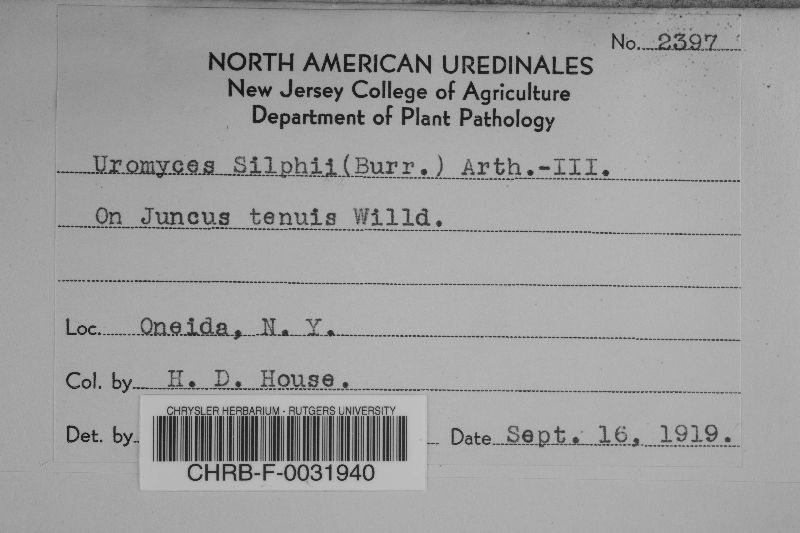 No. 2397
NORTH AMERICAN UREDINALES
New Jersey College of Agriculture
Department of Plant Pathology
Uromyces Silphii (Burr.) Arth.-III.
On Juncus tenuis Willd.
Loc. Oneida, N. Y.
Col. by H. D. House.
Det. by Date Sept. 16, 1919.
CHRYSLER HERBARIUM - RUTGERS UNIVERSITY
CHRB-F-0031940